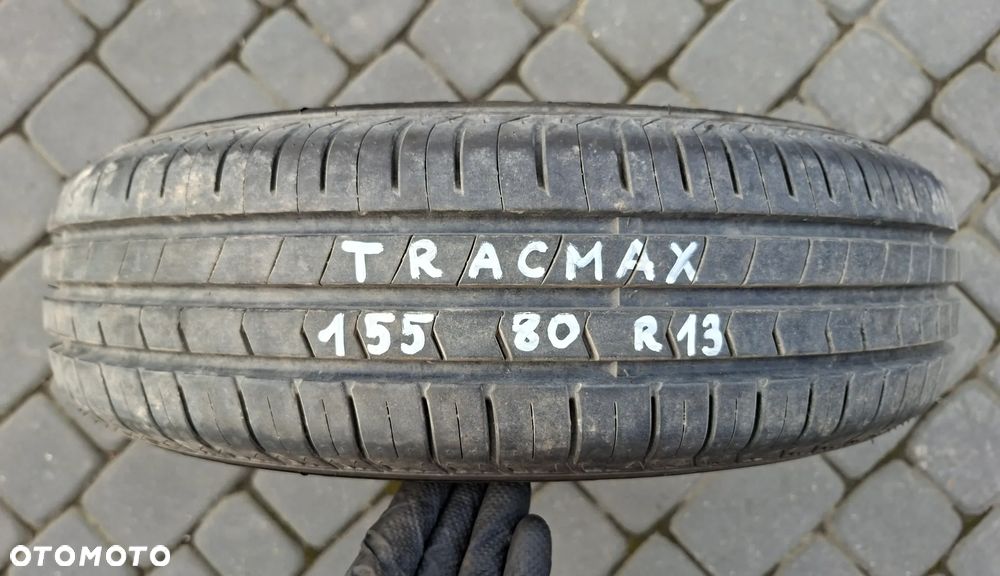 TRACMAX
155 80 R13
OTOMOTO